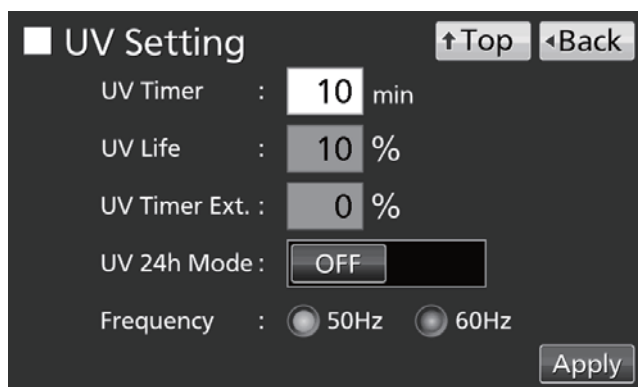 UV Setting ↑Top ◂Back
UV Timer : 10 min
UV Life : 10 %
UV Timer Ext. : 0 %
UV 24h Mode : OFF
Frequency : 50Hz 60Hz
Apply